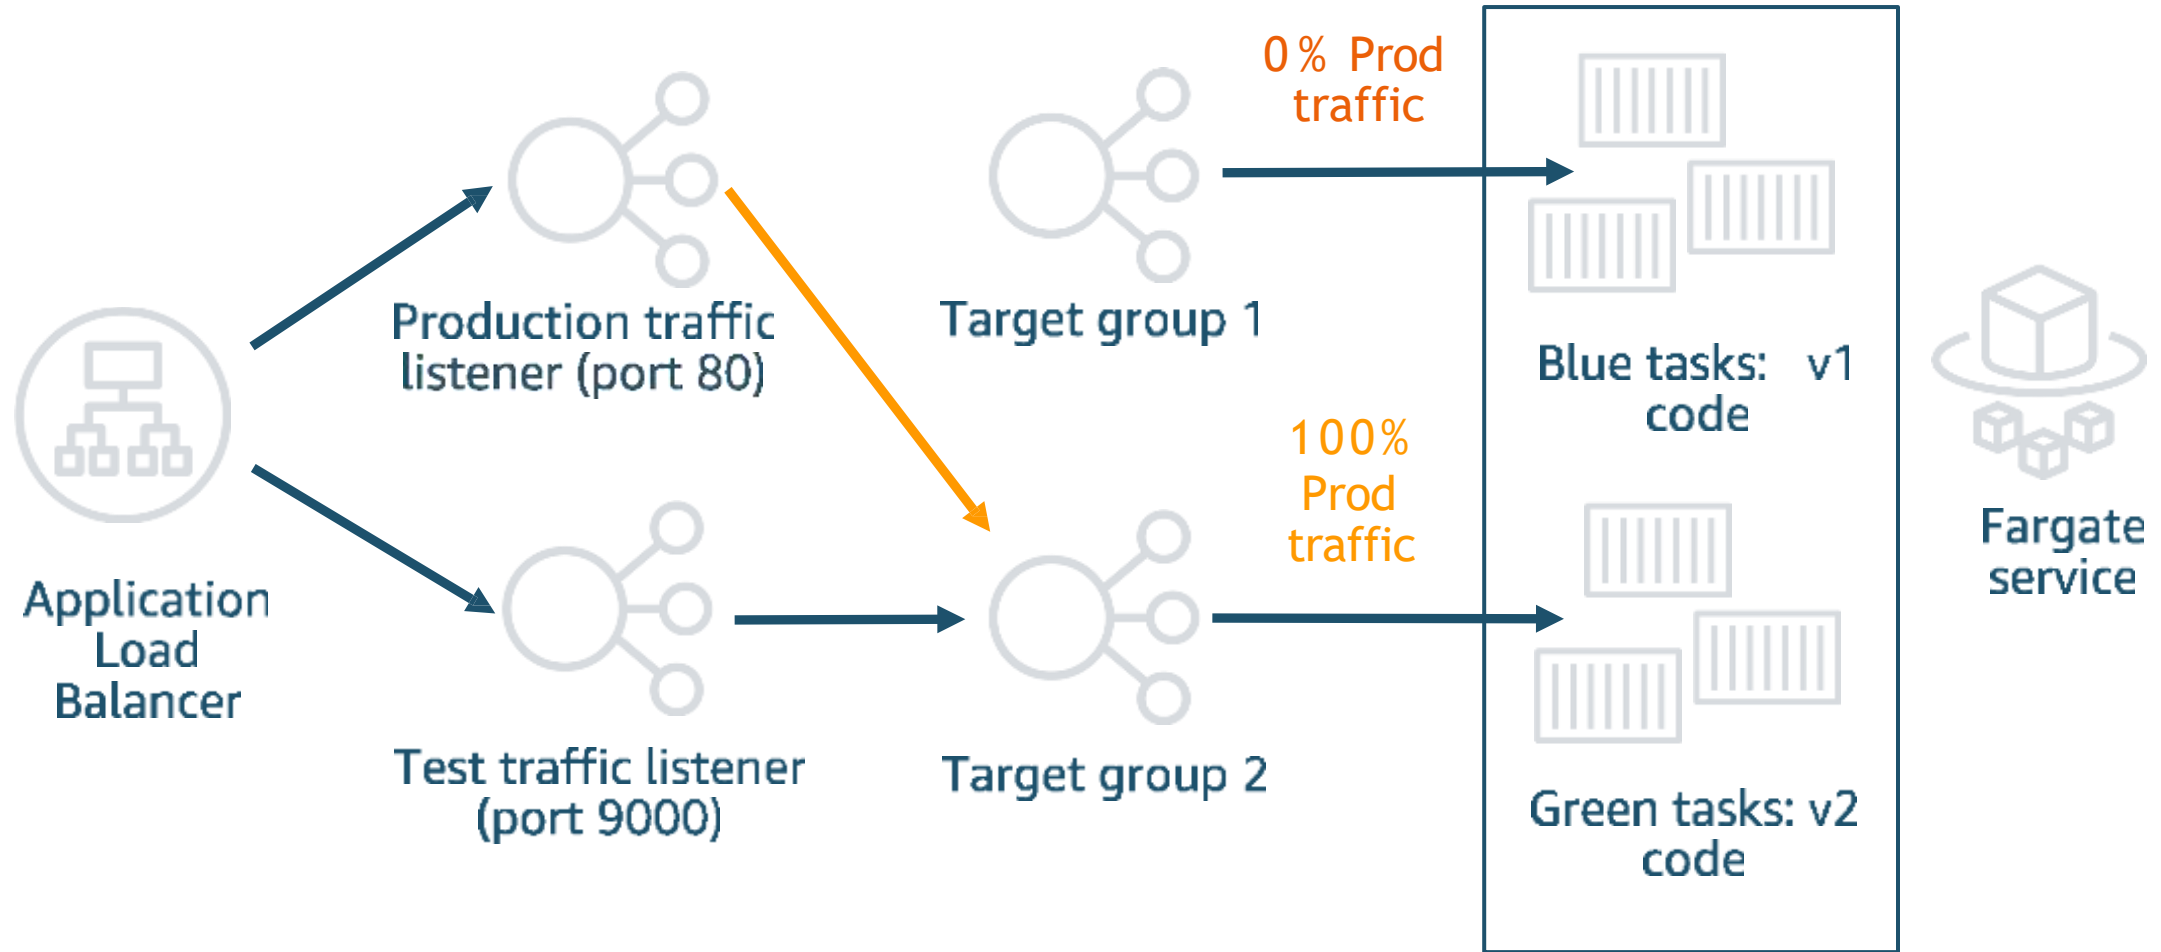 0% Prod
traffic
Production traffic
listener (port 80)
Target group 1
Blue tasks: v1
code
100%
Prod
traffic
Application
Load
Balancer
Fargate
service
Test traffic listener
(port 9000)
Target group 2
Green tasks: v2
code